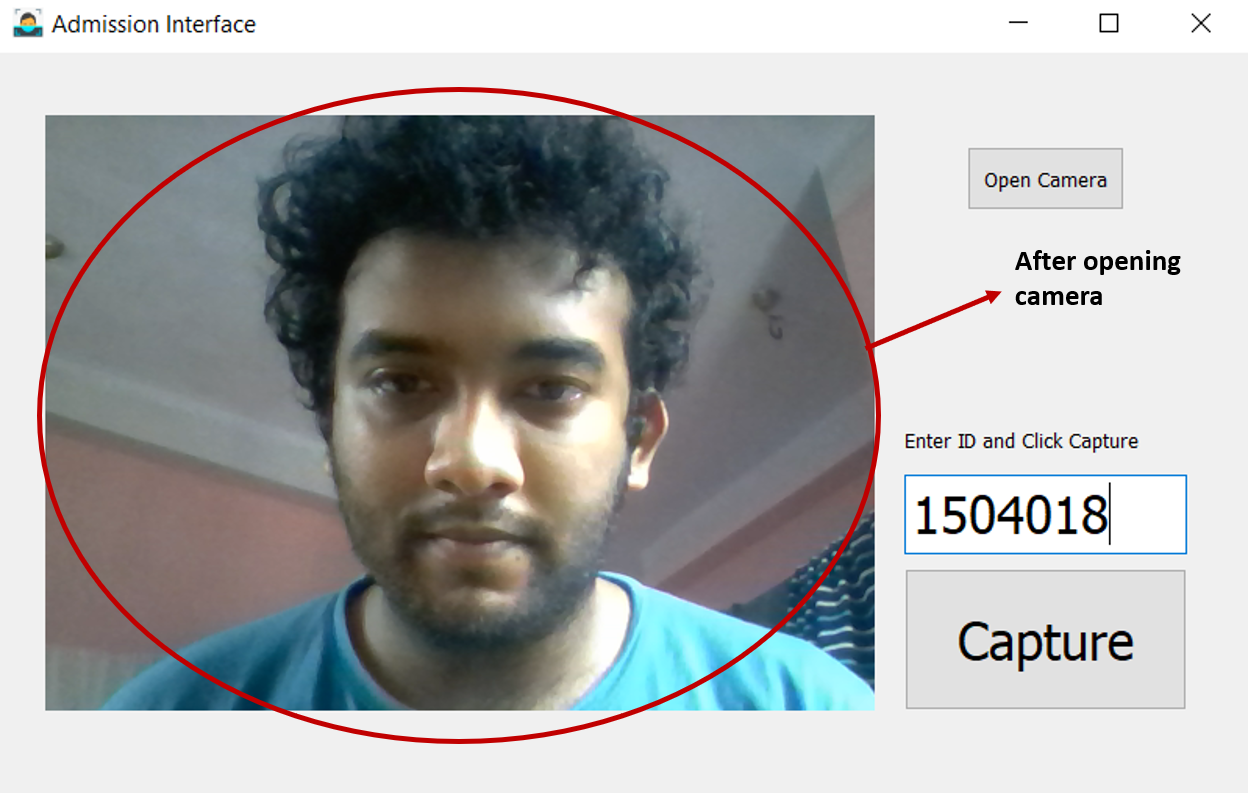 Admission Interface
Open Camera
After opening
camera
Enter ID and Click Capture
1504018
Capture